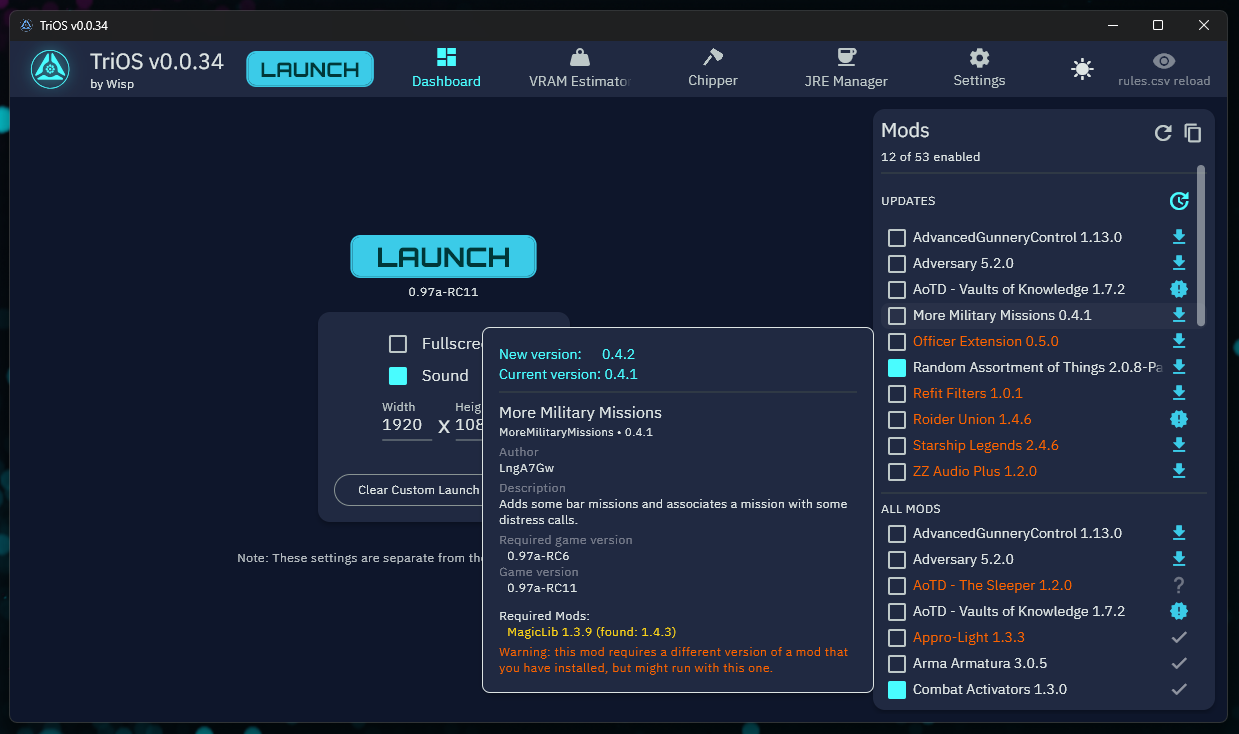 TriOS v0.0.34
TriOS v0.0.34
by Wisp
LAUNCH
Dashboard
VRAM Estimator
Chipper
JRE Manager
Settings
rules.csv reload
LAUNCH
0.97a-RC11
Fullscre
Sound
Width
Heig
1920
X
108
Clear Custom Launch
Note: These settings are separate from the
New version: 0.4.2
Current version: 0.4.1
More Military Missions
MoreMilitaryMissions • 0.4.1
Author
LngA7Gw
Description
Adds some bar missions and associates a mission with some
distress calls.
Required game version
0.97a-RC6
Game version
0.97a-RC11
Required Mods:
MagicLib 1.3.9 (found: 1.4.3)
Warning: this mod requires a different version of a mod that
you have installed, but might run with this one.
Mods
12 of 53 enabled
UPDATES
AdvancedGunneryControl 1.13.0
Adversary 5.2.0
AoTD - Vaults of Knowledge 1.7.2
More Military Missions 0.4.1
Officer Extension 0.5.0
Random Assortment of Things 2.0.8-Pa
Refit Filters 1.0.1
Roider Union 1.4.6
Starship Legends 2.4.6
ZZ Audio Plus 1.2.0
ALL MODS
AdvancedGunneryControl 1.13.0
Adversary 5.2.0
AoTD - The Sleeper 1.2.0
?
AoTD - Vaults of Knowledge 1.7.2
Appro-Light 1.3.3
Arma Armatura 3.0.5
Combat Activators 1.3.0